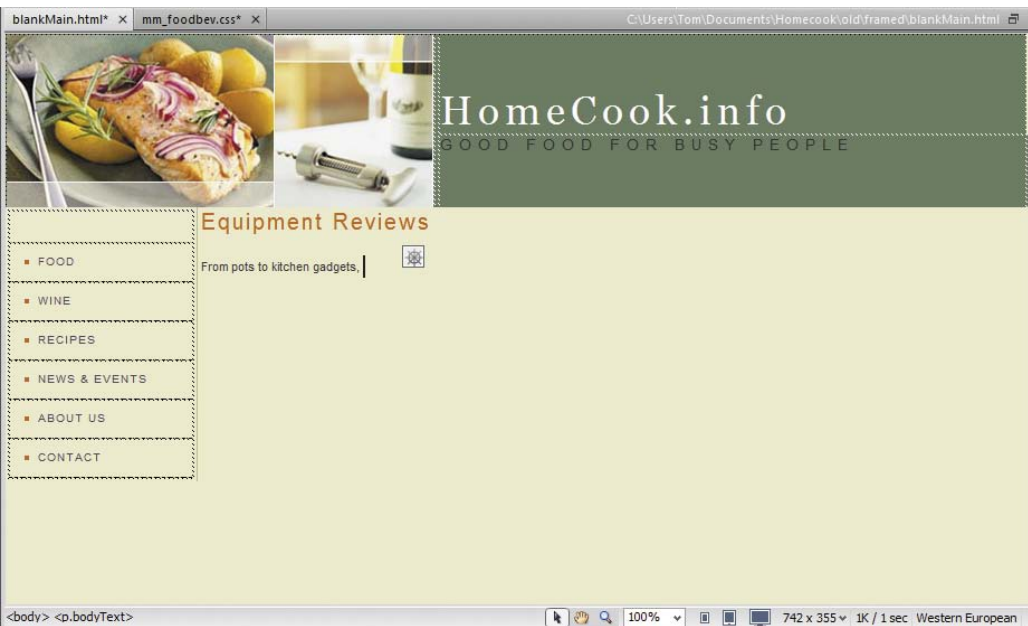 blankMain.html* × mm_foodbev.css* × C:\Users\Tom\Documents\Homecook\old\framed\blankMain.html
HomeCook.info
GOOD FOOD FOR BUSY PEOPLE
Equipment Reviews
From pots to kitchen gadgets,
FOOD
WINE
RECIPES
NEWS & EVENTS
ABOUT US
CONTACT
<body> <p.bodyText> 100% 742 x 355 1K / 1 sec Western European